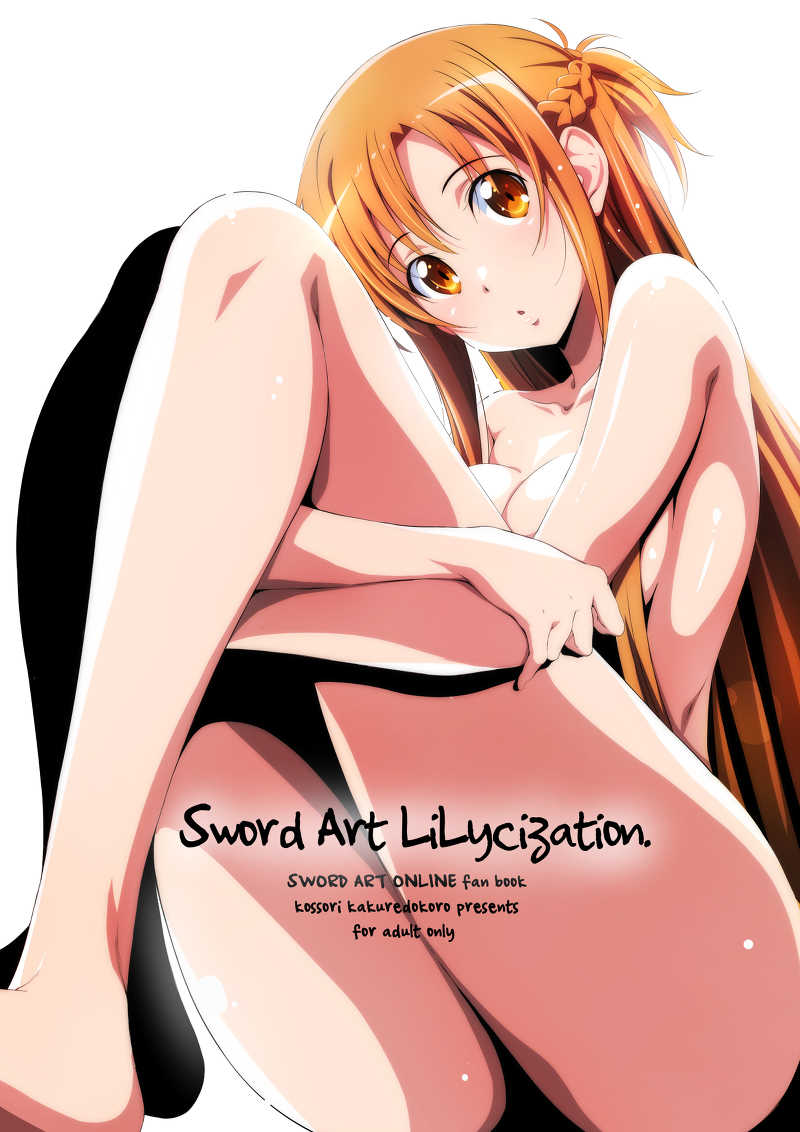 Sword Art LiLycization.
SWORD ART ONLINE fan book
kossori kakuredokoro presents
for adult only